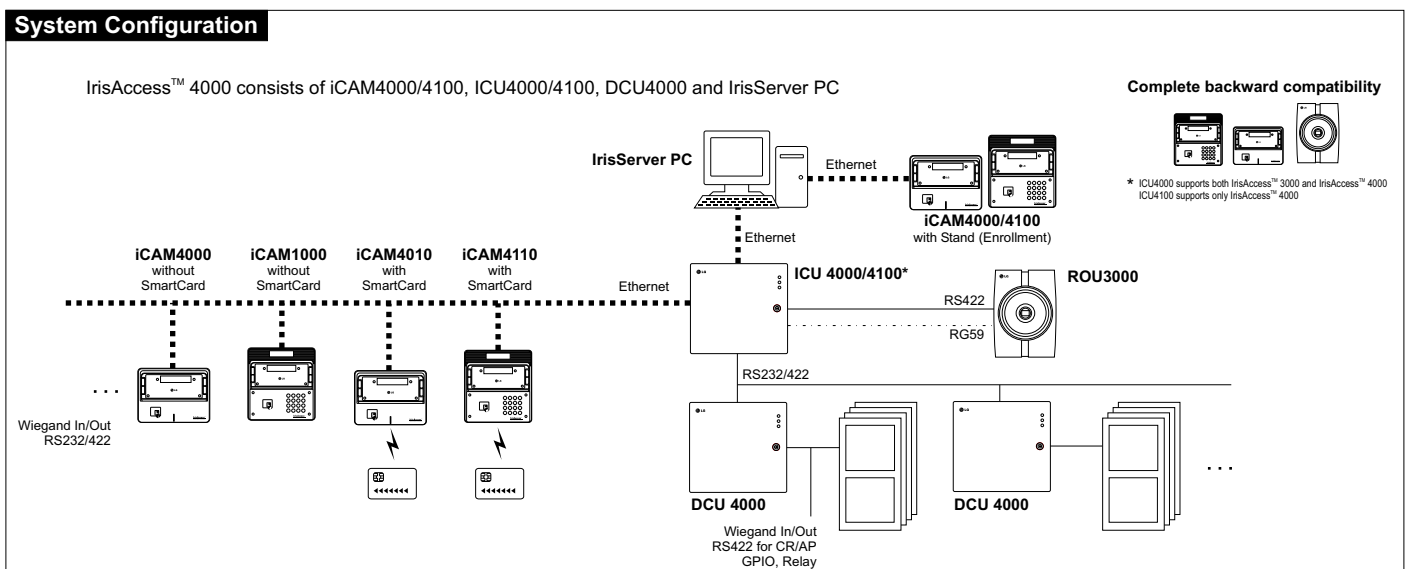 System Configuration
IrisAccess™ 4000 consists of iCAM4000/4100, ICU4000/4100, DCU4000 and IrisServer PC
Complete backward compatibility
* ICU4000 supports both IrisAccess™ 3000 and IrisAccess™ 4000
ICU4100 supports only IrisAccess™ 4000
IrisServer PC
Ethernet
iCAM4000/4100
with Stand (Enrollment)
Ethernet
iCAM4000
without
SmartCard
iCAM1000
without
SmartCard
iCAM4010
with
SmartCard
iCAM4110
with
SmartCard
Ethernet
ICU 4000/4100*
LG
RS422
RG59
ROU3000
LG
RS232/422
. . .
Wiegand In/Out
RS232/422
LG
LG
DCU 4000
DCU 4000
. . .
Wiegand In/Out
RS422 for CR/AP
GPIO, Relay